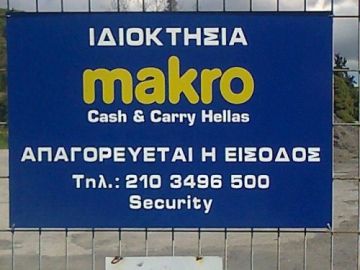 ΙΔΙΟΚΤΗΣΙΑ
makro
Cash & Carry Hellas
ΑΠΑΓΟΡΕΥΕΤΑΙ Η ΕΙΣΟΔΟΣ
Τηλ.: 210 3496 500
Security